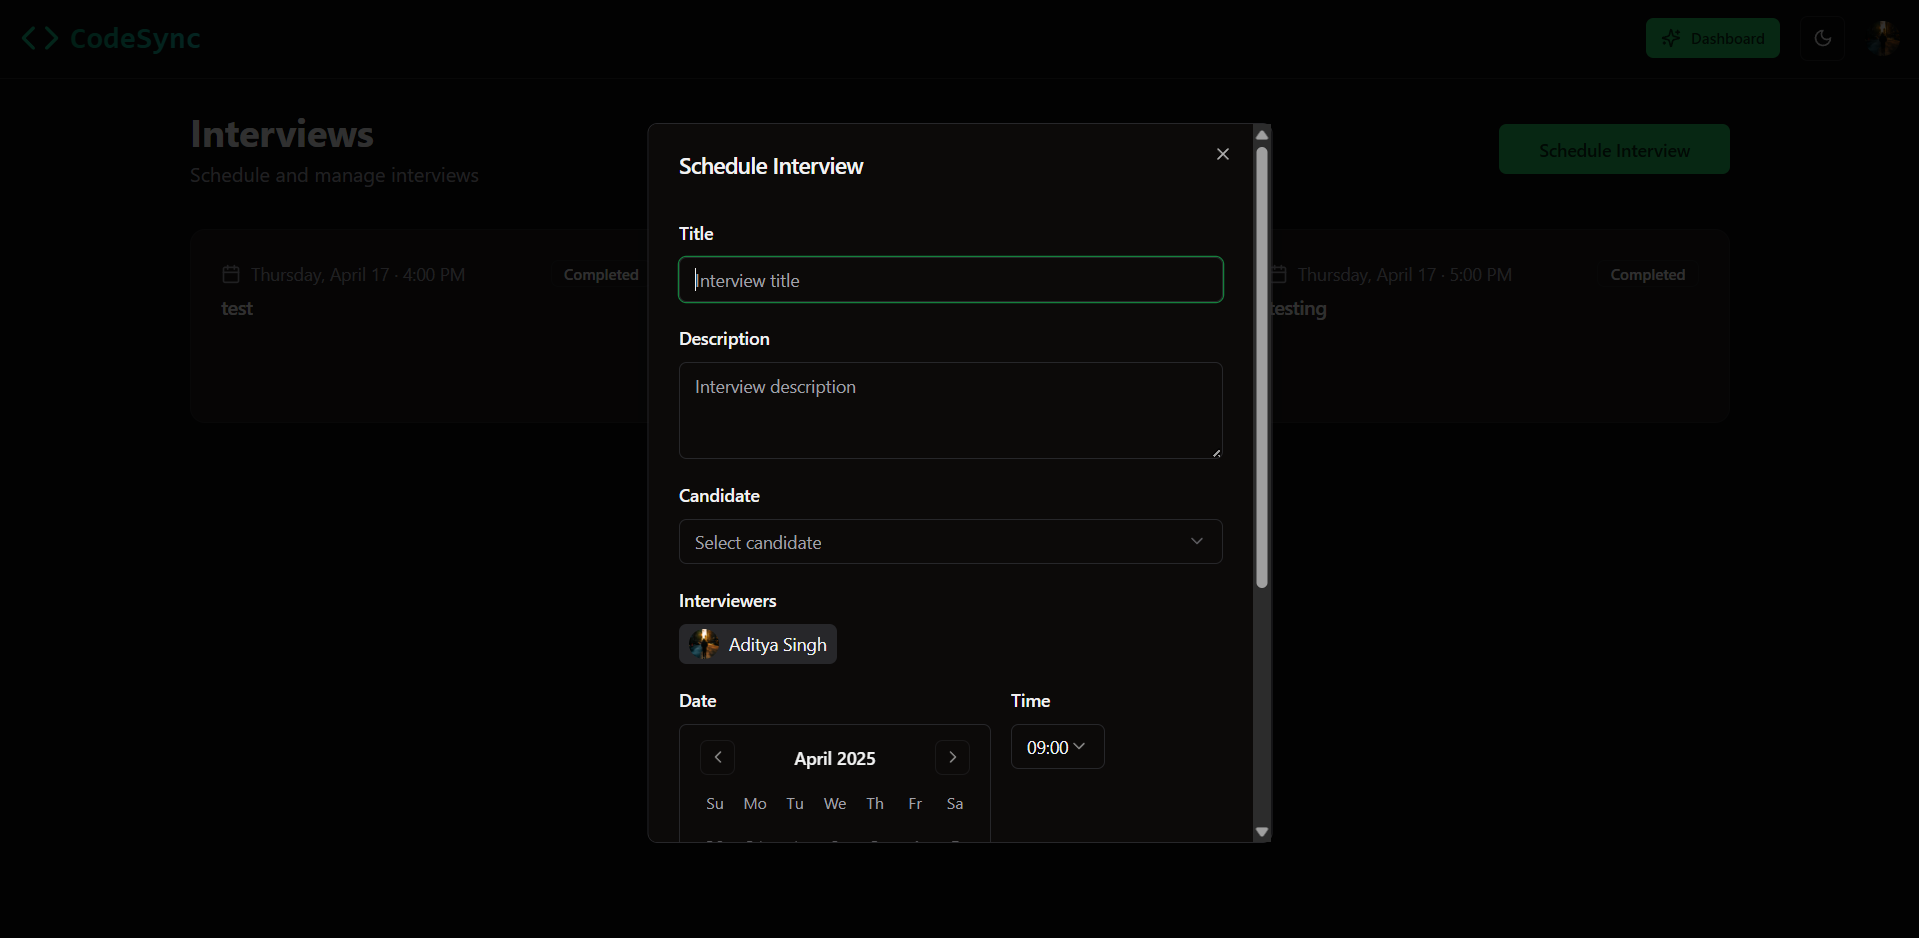 CodeSync
Dashboard
Interviews
Schedule and manage interviews
Schedule Interview
Thursday, April 17 · 4:00 PM
Completed
test
Thursday, April 17 · 5:00 PM
Completed
testing
Schedule Interview
Title
Interview title
Description
Interview description
Candidate
Select candidate
Interviewers
Aditya Singh
Date
Time
April 2025
09:00
Su Mo Tu We Th Fr Sa